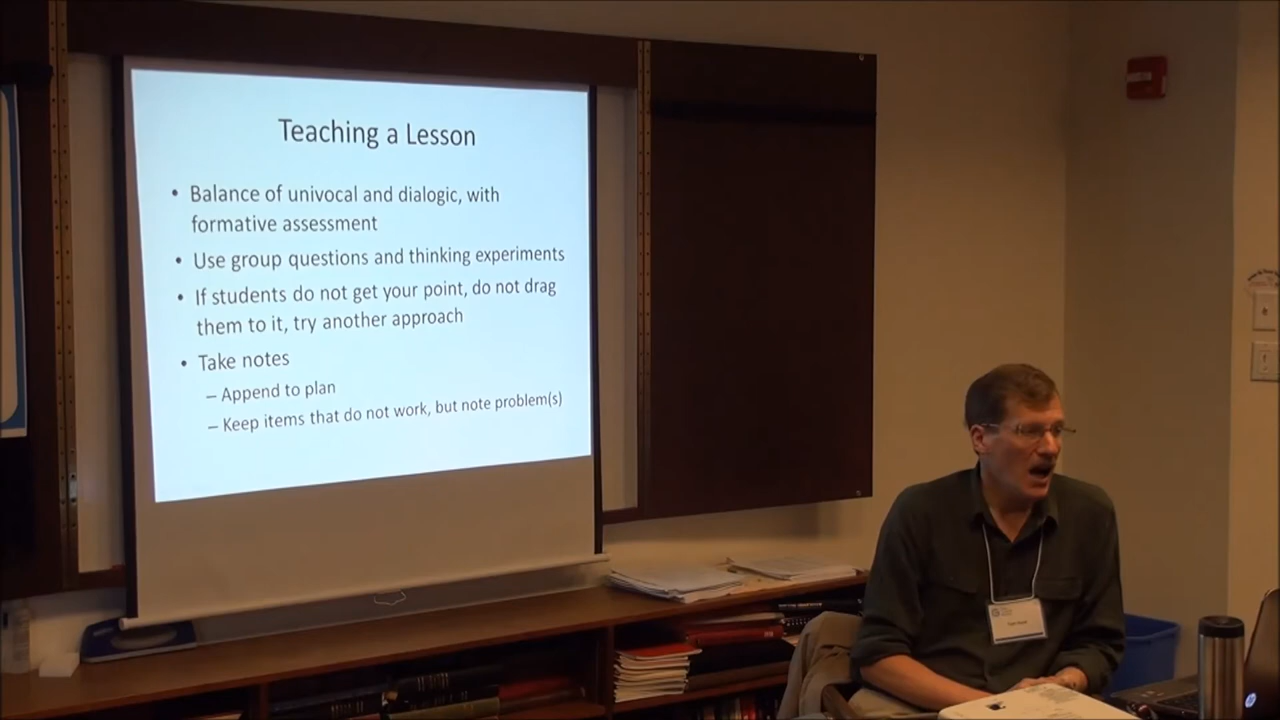 Teaching a Lesson
• Balance of univocal and dialogic, with
formative assessment
• Use group questions and thinking experiments
• If students do not get your point, do not drag
them to it, try another approach
• Take notes
– Append to plan
– Keep items that do not work, but note problem(s)
hp